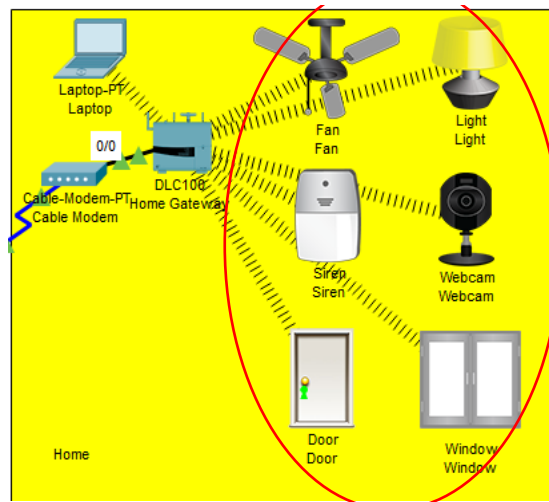 Laptop-PT
Laptop
0/0
Cable-Modem-PT
Cable Modem
DLC100
Home Gateway
Fan
Fan
Light
Light
Siren
Siren
Webcam
Webcam
Door
Door
Window
Window
Home